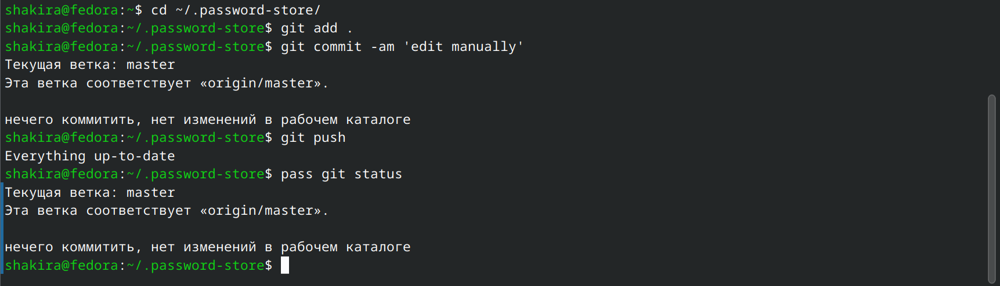 shakira@fedora:~$ cd ~/.password-store/
shakira@fedora:~/.password-store$ git add .
shakira@fedora:~/.password-store$ git commit -am 'edit manually'
Текущая ветка: master
Эта ветка соответствует «origin/master».
нечего коммитить, нет изменений в рабочем каталоге
shakira@fedora:~/.password-store$ git push
Everything up-to-date
shakira@fedora:~/.password-store$ pass git status
Текущая ветка: master
Эта ветка соответствует «origin/master».
нечего коммитить, нет изменений в рабочем каталоге
shakira@fedora:~/.password-store$